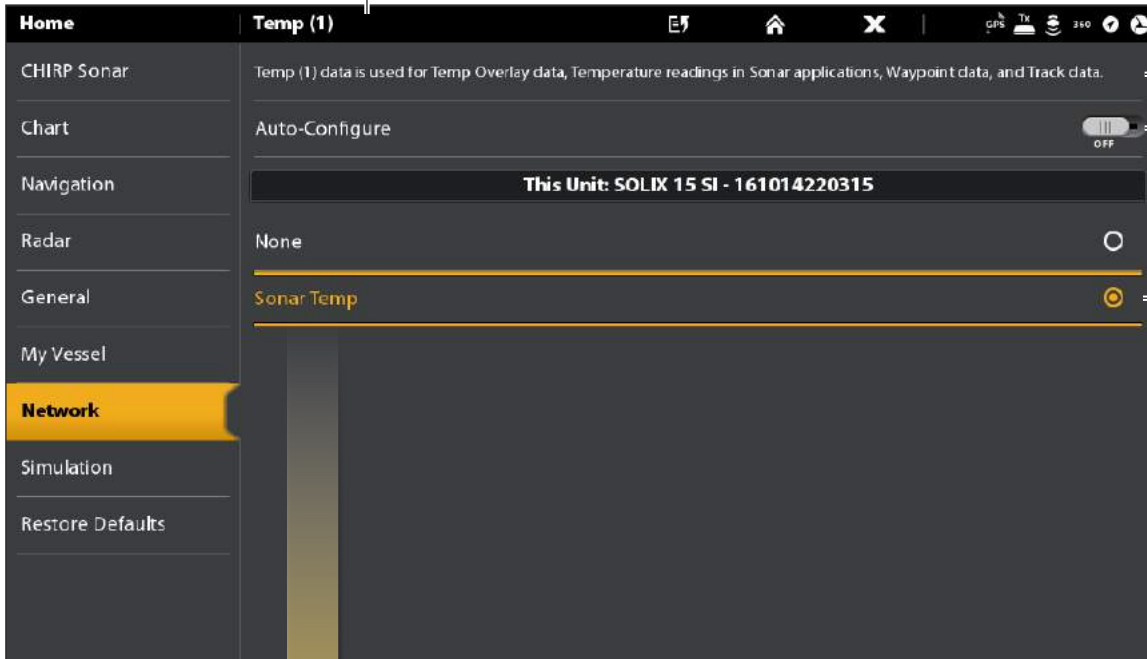 Home
Temp (1)
GPS Tx 360
CHIRP Sonar
Temp (1) data is used for Temp Overlay data, Temperature readings in Sonar applications, Waypoint data, and Track data.
Chart
Auto-Configure
OFF
Navigation
This Unit: SOLIX 15 SI - 161014220315
Radar
None
General
Sonar Temp
My Vessel
Network
Simulation
Restore Defaults